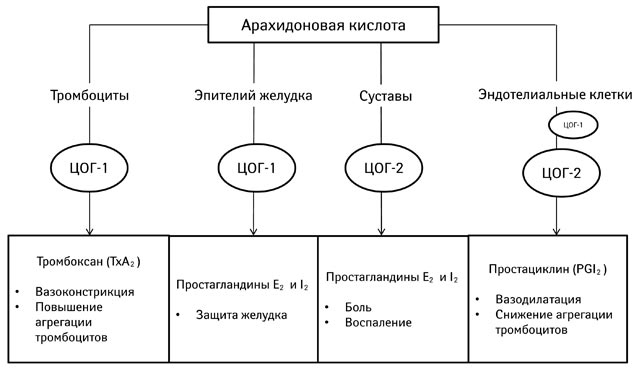 Арахидоновая кислота
Тромбоциты
Эпителий желудка
Суставы
Эндотелиальные клетки
ЦОГ-1
ЦОГ-1
ЦОГ-1
ЦОГ-2
ЦОГ-2
Тромбоксан (TxA₂ )
• Вазоконстрикция
• Повышение
агрегации
тромбоцитов
Простагландины E₂ и I₂
• Защита желудка
Простагландины E₂ и I₂
• Боль
• Воспаление
Простациклин (PGI₂ )
• Вазодилатация
• Снижение агрегации
тромбоцитов